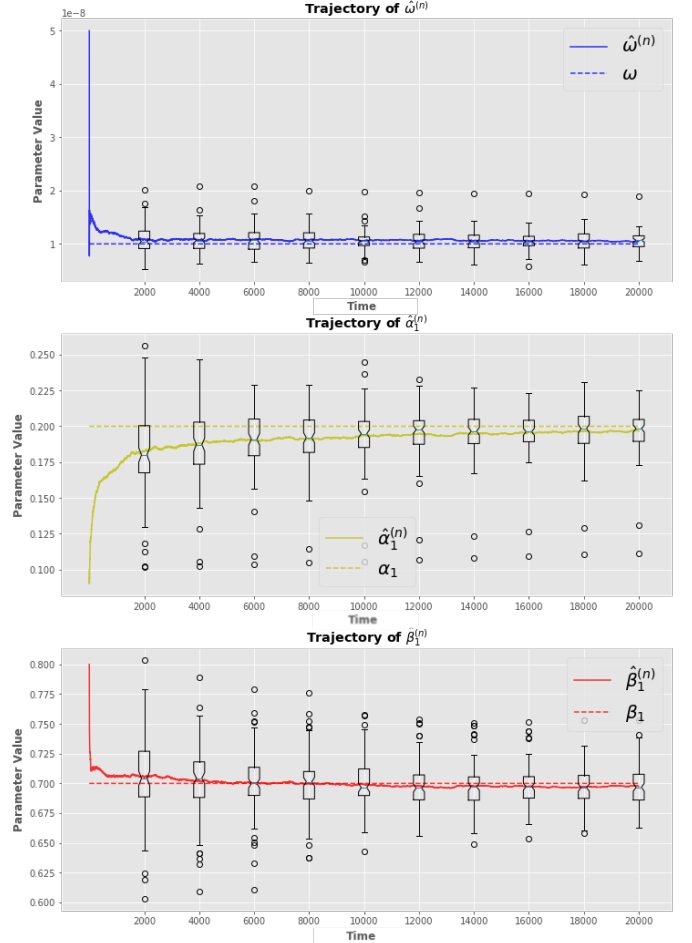 Trajectory of ω̂⁽ⁿ⁾
1e−8
5
4
3
2
1
Parameter Value
ω̂⁽ⁿ⁾
ω
2000 4000 6000 8000 10000 12000 14000 16000 18000 20000
Time
Trajectory of α̂₁⁽ⁿ⁾
0.250
0.225
0.200
0.175
0.150
0.125
0.100
Parameter Value
α̂₁⁽ⁿ⁾
α₁
2000 4000 6000 8000 10000 12000 14000 16000 18000 20000
Time
Trajectory of β̂₁⁽ⁿ⁾
0.800
0.775
0.750
0.725
0.700
0.675
0.650
0.625
0.600
Parameter Value
β̂₁⁽ⁿ⁾
β₁
2000 4000 6000 8000 10000 12000 14000 16000 18000 20000
Time